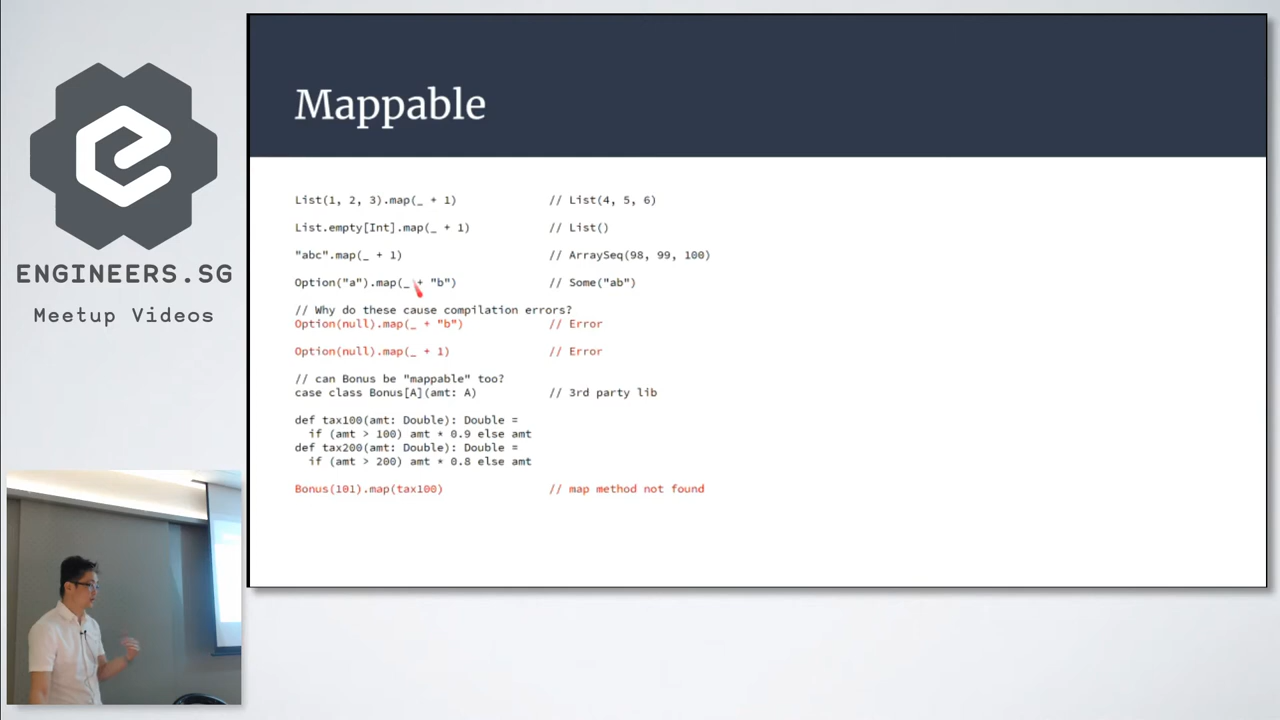 ENGINEERS.SG
Meetup Videos
Mappable
List(1, 2, 3).map(_ + 1) // List(4, 5, 6)
List.empty[Int].map(_ + 1) // List()
"abc".map(_ + 1) // ArraySeq(98, 99, 100)
Option("a").map(_ + "b") // Some("ab")
// Why do these cause compilation errors?
Option(null).map(_ + "b") // Error
Option(null).map(_ + 1) // Error
// can Bonus be "mappable" too?
case class Bonus[A](amt: A) // 3rd party lib
def tax100(amt: Double): Double =
if (amt > 100) amt * 0.9 else amt
def tax200(amt: Double): Double =
if (amt > 200) amt * 0.8 else amt
Bonus(101).map(tax100) // map method not found